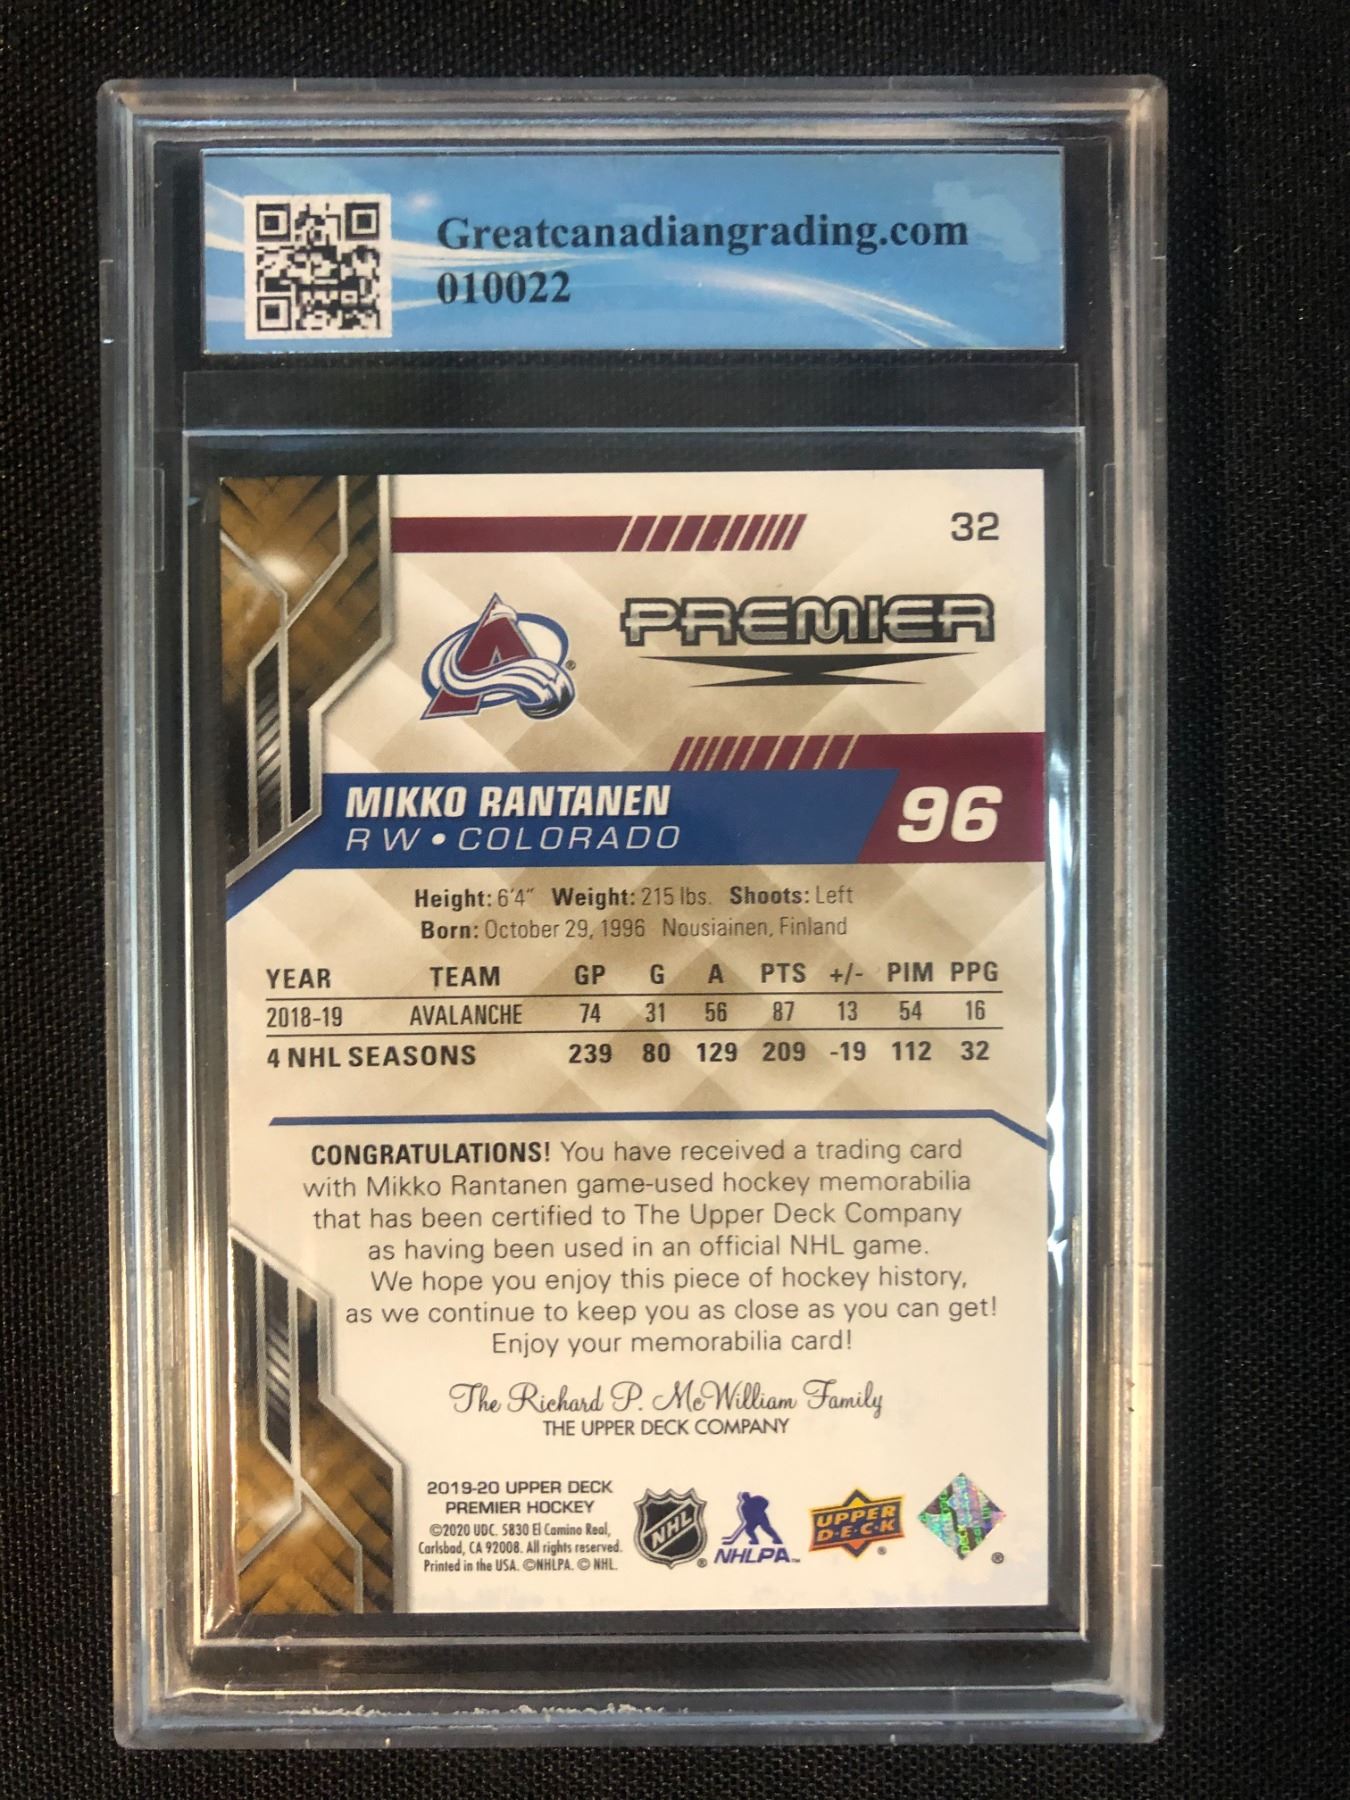 Greatcanadiangrading.com
010022
32
PREMIER
MIKKO RANTANEN
RW • COLORADO
96
Height: 6'4" Weight: 215 lbs. Shoots: Left
Born: October 29, 1996 Nousiainen, Finland
YEAR TEAM GP G A PTS +/- PIM PPG
2018-19 AVALANCHE 74 31 56 87 13 54 16
4 NHL SEASONS 239 80 129 209 -19 112 32
CONGRATULATIONS! You have received a trading card
with Mikko Rantanen game-used hockey memorabilia
that has been certified to The Upper Deck Company
as having been used in an official NHL game.
We hope you enjoy this piece of hockey history,
as we continue to keep you as close as you can get!
Enjoy your memorabilia card!
The Richard P. McWilliam Family
THE UPPER DECK COMPANY
2019-20 UPPER DECK
PREMIER HOCKEY
©2020 UDC. 5830 El Camino Real,
Carlsbad, CA 92008. All rights reserved.
Printed in the USA. ©NHLPA. © NHL.
NHL®
NHLPA™
UPPER
D·E·C·K®